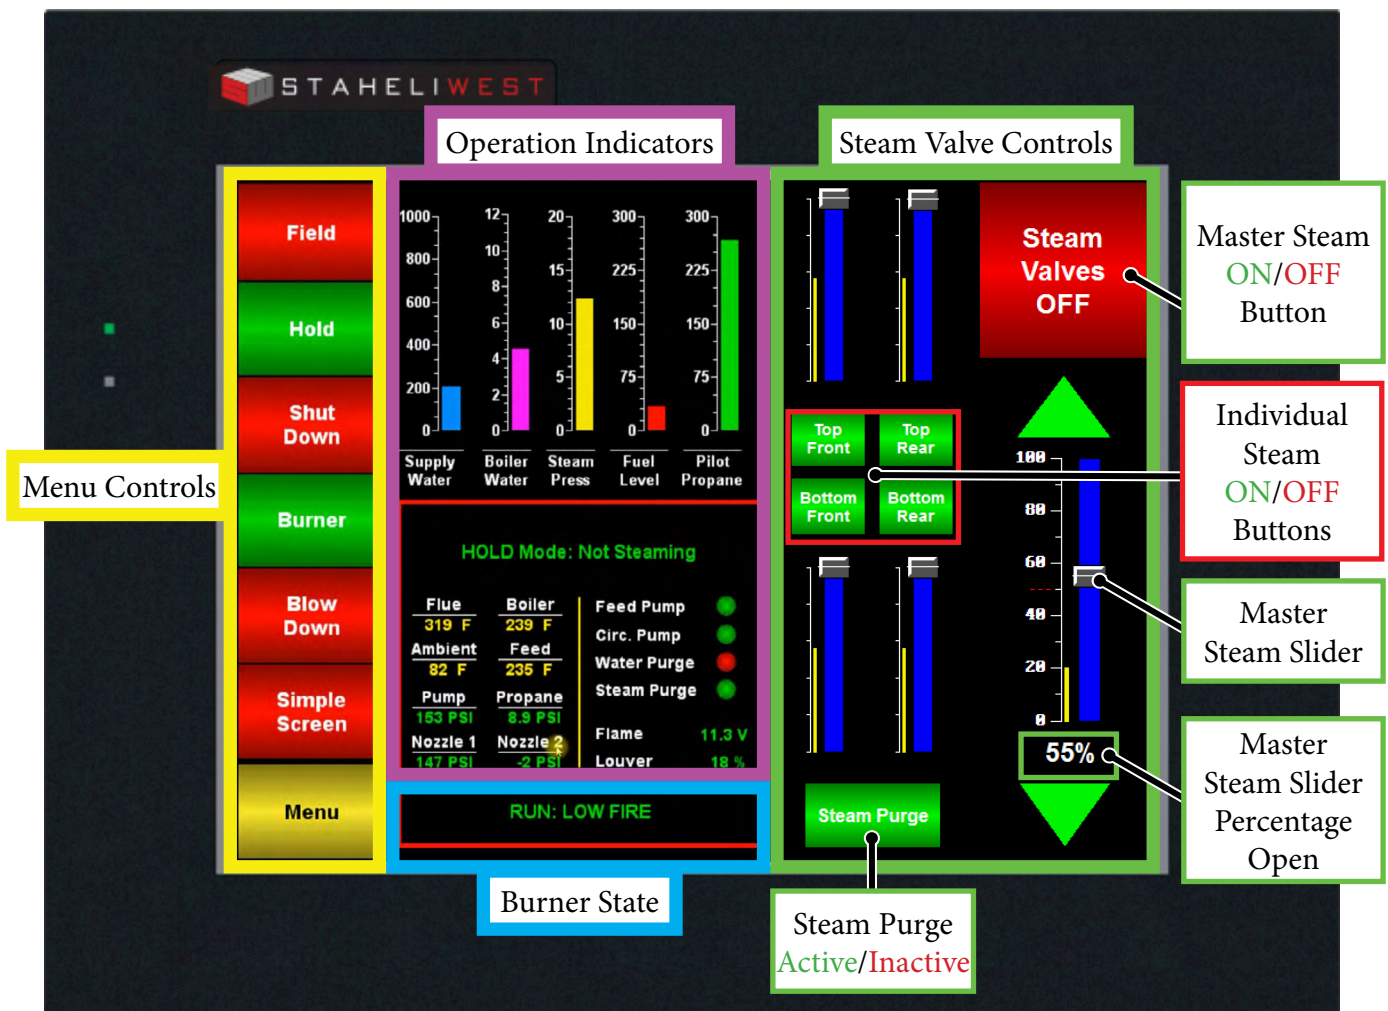 STAHELIWEST
Operation Indicators
Steam Valve Controls
Menu Controls
Field
Hold
Shut
Down
Burner
Blow
Down
Simple
Screen
Menu
1000
800
600
400
200
0
Supply
Water
12
10
8
6
4
2
0
Boiler
Water
20
15
10
5
0
Steam
Press
300
225
150
75
0
Fuel
Level
300
225
150
75
0
Pilot
Propane
HOLD Mode: Not Steaming
Flue
319 F
Boiler
239 F
Ambient
82 F
Feed
235 F
Pump
153 PSI
Propane
8.9 PSI
Nozzle 1
147 PSI
Nozzle 2
-2 PSI
Feed Pump
Circ. Pump
Water Purge
Steam Purge
Flame 11.3 V
Louver 18 %
RUN: LOW FIRE
Burner State
Steam
Valves
OFF
Top
Front
Top
Rear
Bottom
Front
Bottom
Rear
100
80
60
40
20
0
55%
Steam Purge
Steam Purge
Active/Inactive
Master Steam
ON/OFF
Button
Individual
Steam
ON/OFF
Buttons
Master
Steam Slider
Master
Steam Slider
Percentage
Open